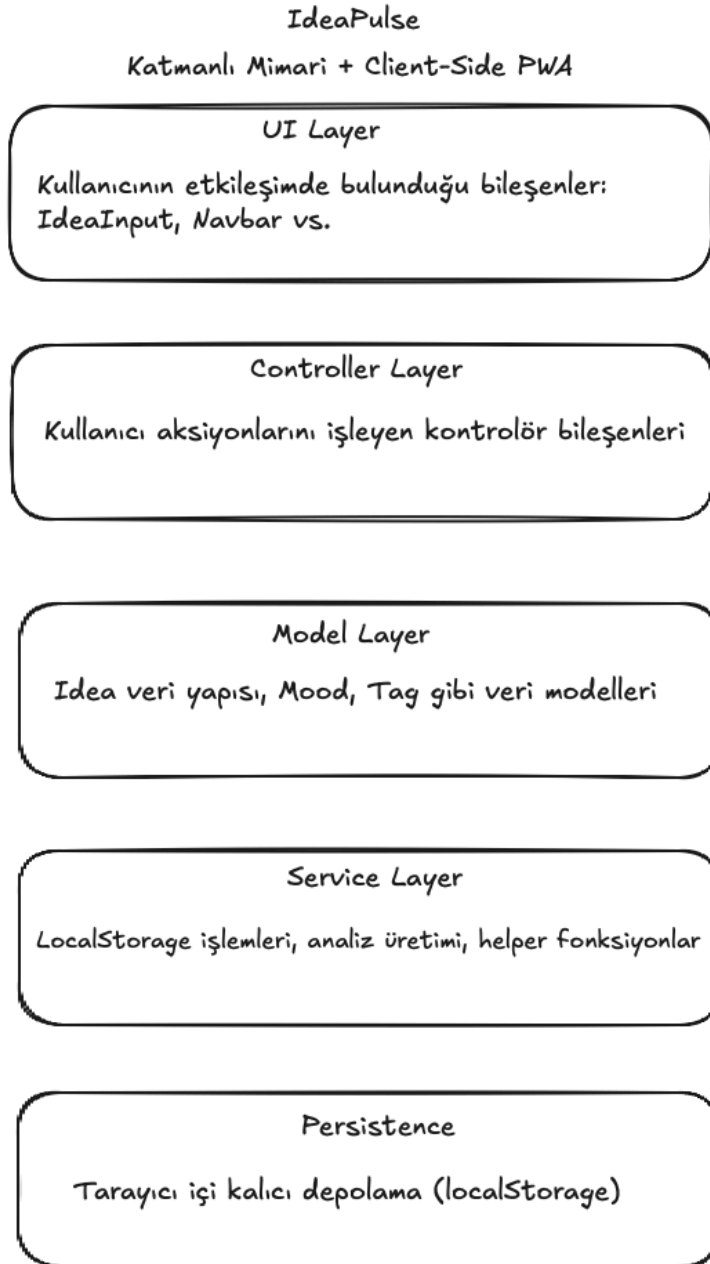 IdeaPulse
Katmanlı Mimari + Client-Side PWA
UI Layer
Kullanıcının etkileşimde bulunduğu bileşenler:
IdeaInput, Navbar vs.
Controller Layer
Kullanıcı aksiyonlarını işleyen kontrolör bileşenleri
Model Layer
Idea veri yapısı, Mood, Tag gibi veri modelleri
Service Layer
LocalStorage işlemleri, analiz üretimi, helper fonksiyonlar
Persistence
Tarayıcı içi kalıcı depolama (localStorage)